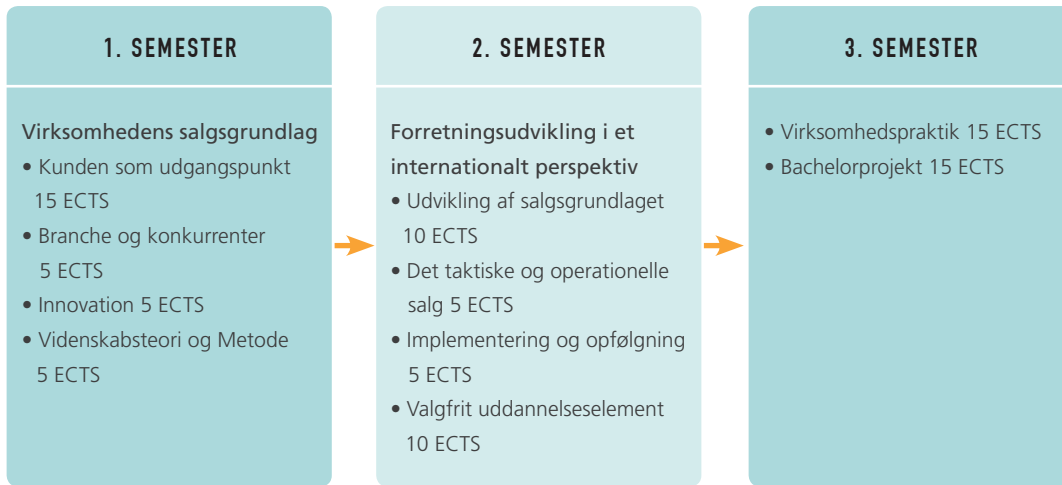 1. SEMESTER
Virksomhedens salgsgrundlag
• Kunden som udgangspunkt
15 ECTS
• Branche og konkurrenter
5 ECTS
• Innovation 5 ECTS
• Videnskabsteori og Metode
5 ECTS
2. SEMESTER
Forretningsudvikling i et
internationalt perspektiv
• Udvikling af salgsgrundlaget
10 ECTS
• Det taktiske og operationelle
salg 5 ECTS
• Implementering og opfølgning
5 ECTS
• Valgfrit uddannelseselement
10 ECTS
3. SEMESTER
• Virksomhedspraktik 15 ECTS
• Bachelorprojekt 15 ECTS